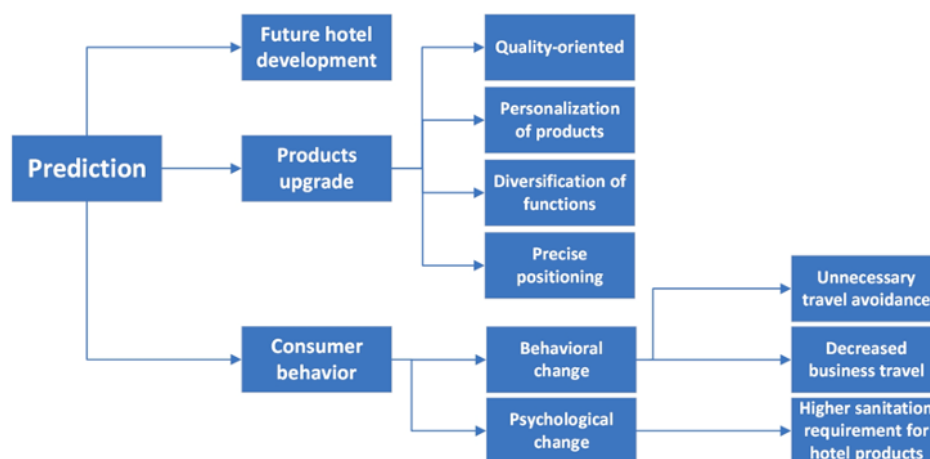 Future hotel
development
Quality-oriented
Personalization
of products
Prediction
Products
upgrade
Diversification of
functions
Precise
positioning
Unnecessary
travel avoidance
Consumer
behavior
Behavioral
change
Decreased
business travel
Psychological
change
Higher sanitation
requirement for
hotel products